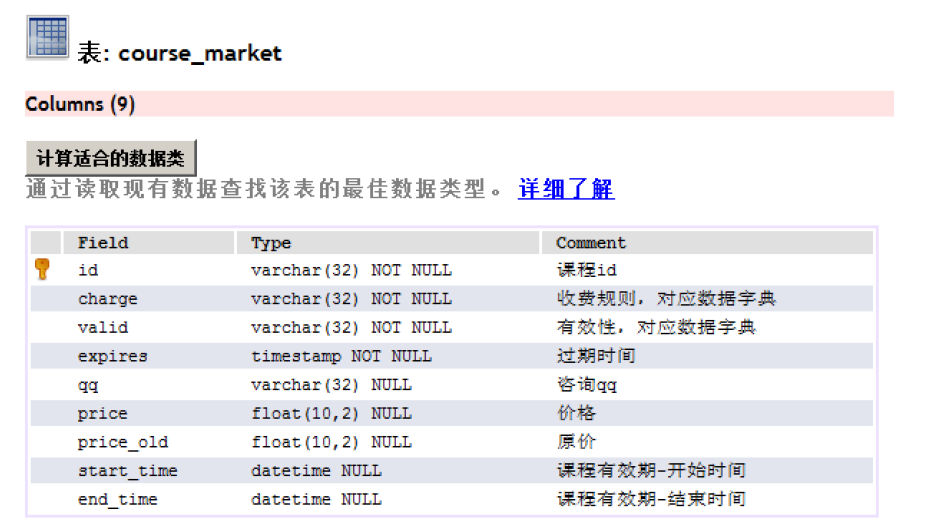 表: course_market
Columns (9)
计算适合的数据类
通过读取现有数据查找该表的最佳数据类型。 详细了解
Field Type Comment
id varchar(32) NOT NULL 课程id
charge varchar(32) NOT NULL 收费规则，对应数据字典
valid varchar(32) NOT NULL 有效性，对应数据字典
expires timestamp NOT NULL 过期时间
qq varchar(32) NULL 咨询qq
price float(10,2) NULL 价格
price_old float(10,2) NULL 原价
start_time datetime NULL 课程有效期-开始时间
end_time datetime NULL 课程有效期-结束时间